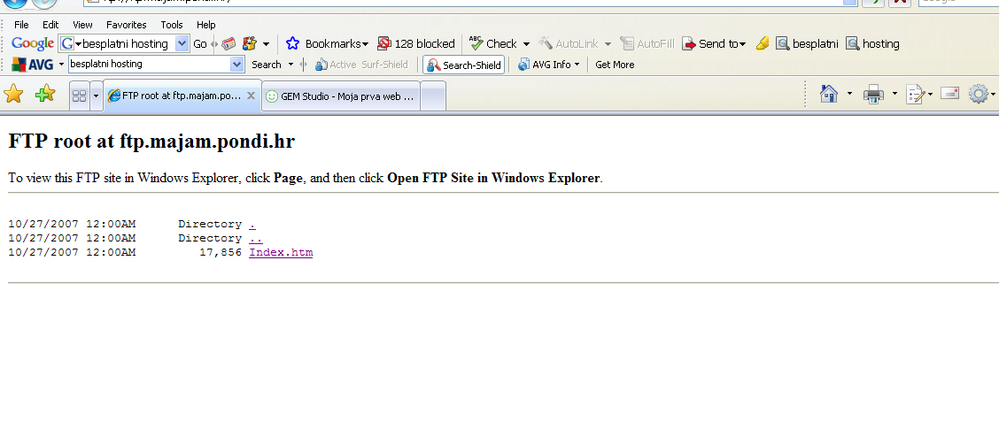 File Edit View Favorites Tools Help
Google G besplatni hosting Go Bookmarks 128 blocked ABC Check AutoLink AutoFill Send to besplatni hosting
AVG besplatni hosting Search Active Surf-Shield Search-Shield AVG Info Get More
FTP root at ftp.majam.po... GEM Studio - Moja prva web ...
FTP root at ftp.majam.pondi.hr
To view this FTP site in Windows Explorer, click Page, and then click Open FTP Site in Windows Explorer.
10/27/2007 12:00AM Directory .
10/27/2007 12:00AM Directory ..
10/27/2007 12:00AM 17,856 Index.htm